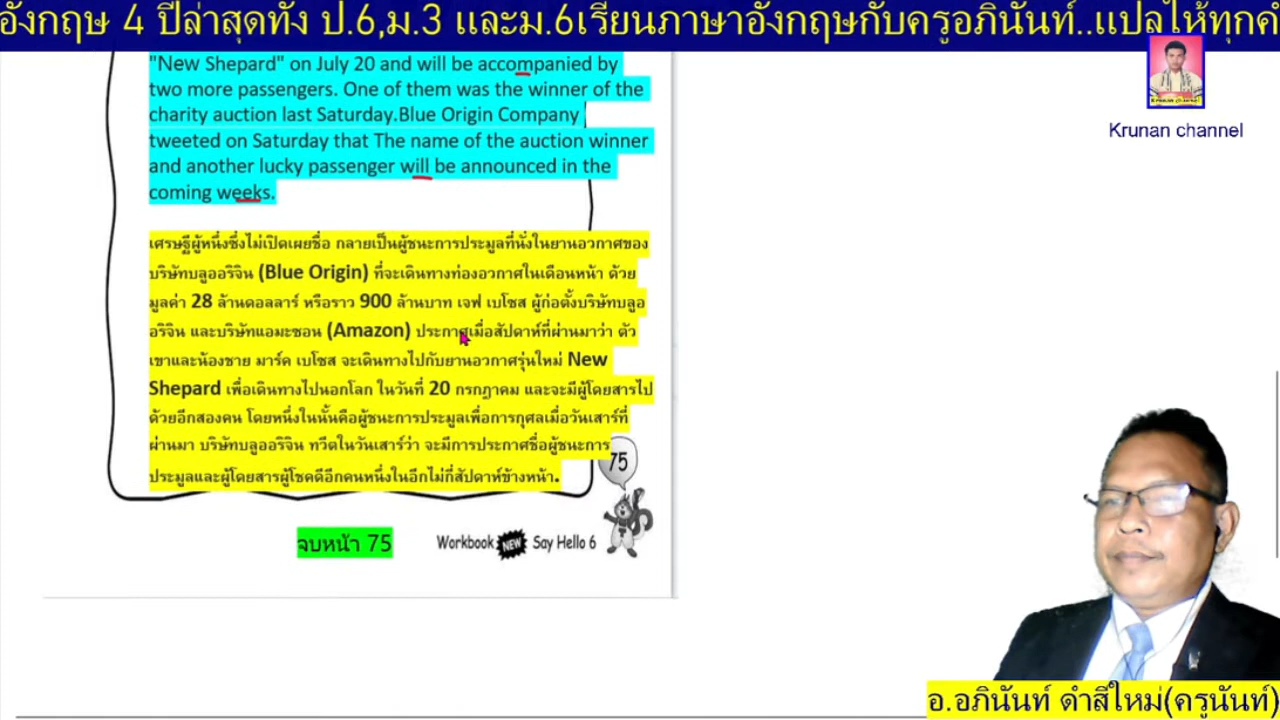 อังกฤษ 4 ปีล่าสุดทั้ง ป.6,ม.3 และม.6เรียนภาษาอังกฤษกับครูอภินันท์..แปลให้ทุกคำ
"New Shepard" on July 20 and will be accompanied by
two more passengers. One of them was the winner of the
charity auction last Saturday.Blue Origin Company
tweeted on Saturday that The name of the auction winner
and another lucky passenger will be announced in the
coming weeks.
Krunan channel
เศรษฐีผู้หนึ่งซึ่งไม่เปิดเผยชื่อ กลายเป็นผู้ชนะการประมูลที่นั่งในยานอวกาศของ
บริษัทบลูออริจิน (Blue Origin) ที่จะเดินทางท่องอวกาศในเดือนหน้า ด้วย
มูลค่า 28 ล้านดอลลาร์ หรือราว 900 ล้านบาท เจฟ เบโซส ผู้ก่อตั้งบริษัทบลูอ
อริจิน และบริษัทแอมะซอน (Amazon) ประกาศเมื่อสัปดาห์ที่ผ่านมาว่า ตัว
เขาและน้องชาย มาร์ค เบโซส จะเดินทางไปกับยานอวกาศรุ่นใหม่ New
Shepard เพื่อเดินทางไปนอกโลก ในวันที่ 20 กรกฎาคม และจะมีผู้โดยสารไป
ด้วยอีกสองคน โดยหนึ่งในนั้นคือผู้ชนะการประมูลเพื่อการกุศลเมื่อวันเสาร์ที่
ผ่านมา บริษัทบลูออริจิน ทวีตในวันเสาร์ว่า จะมีการประกาศชื่อผู้ชนะการ
ประมูลและผู้โดยสารผู้โชคดีอีกคนหนึ่งในอีกไม่กี่สัปดาห์ข้างหน้า.
75
จบหน้า 75
Workbook NEW Say Hello 6
อ.อภินันท์ ดำสีใหม่(ครูนันท์)